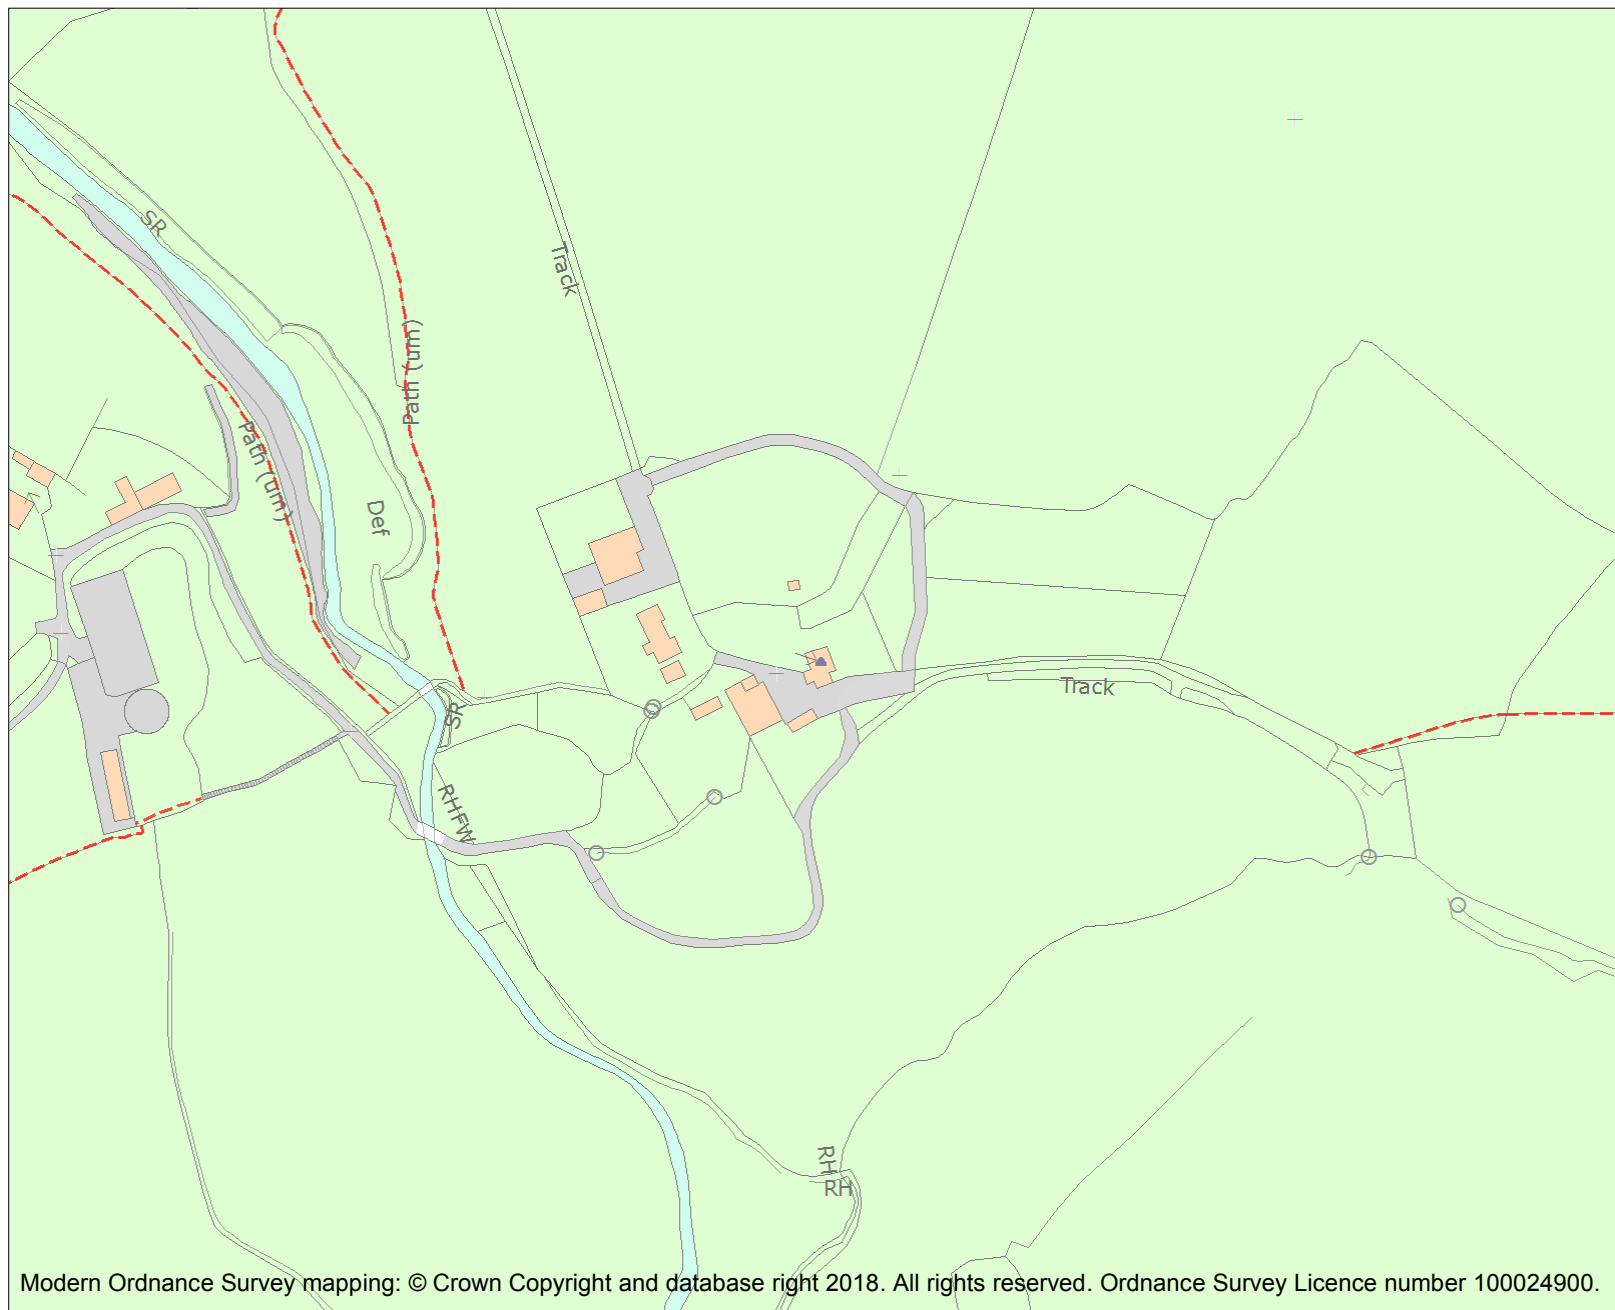 SR
Track
Path (um)
Path (um)
Def
Track
SR
RHFW
RH
RH
Modern Ordnance Survey mapping: © Crown Copyright and database right 2018. All rights reserved. Ordnance Survey Licence number 100024900.